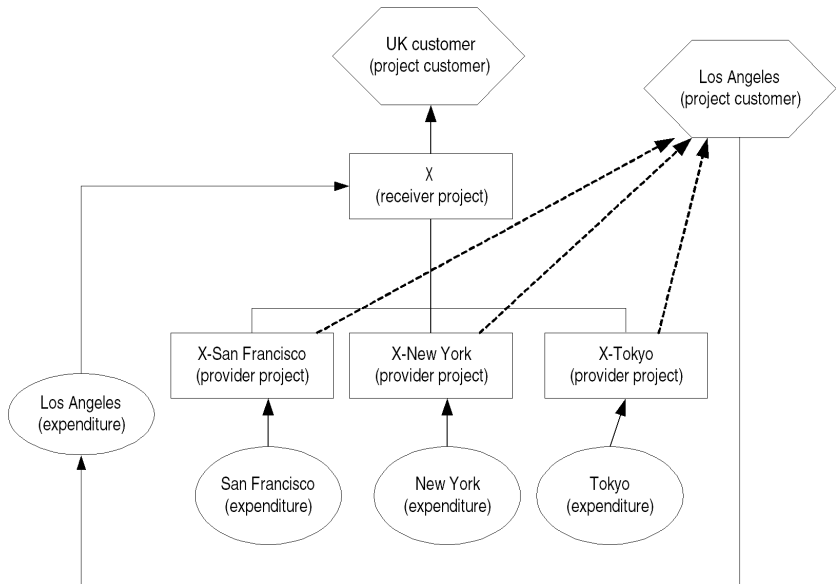 UK customer
(project customer)
Los Angeles
(project customer)
X
(receiver project)
X-San Francisco
(provider project)
X-New York
(provider project)
X-Tokyo
(provider project)
Los Angeles
(expenditure)
San Francisco
(expenditure)
New York
(expenditure)
Tokyo
(expenditure)